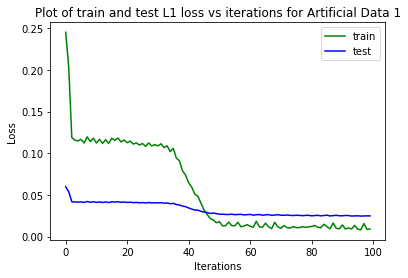 Plot of train and test L1 loss vs iterations for Artificial Data 1
train
test
Loss
0.25
0.20
0.15
0.10
0.05
0.00
0 20 40 60 80 100
Iterations